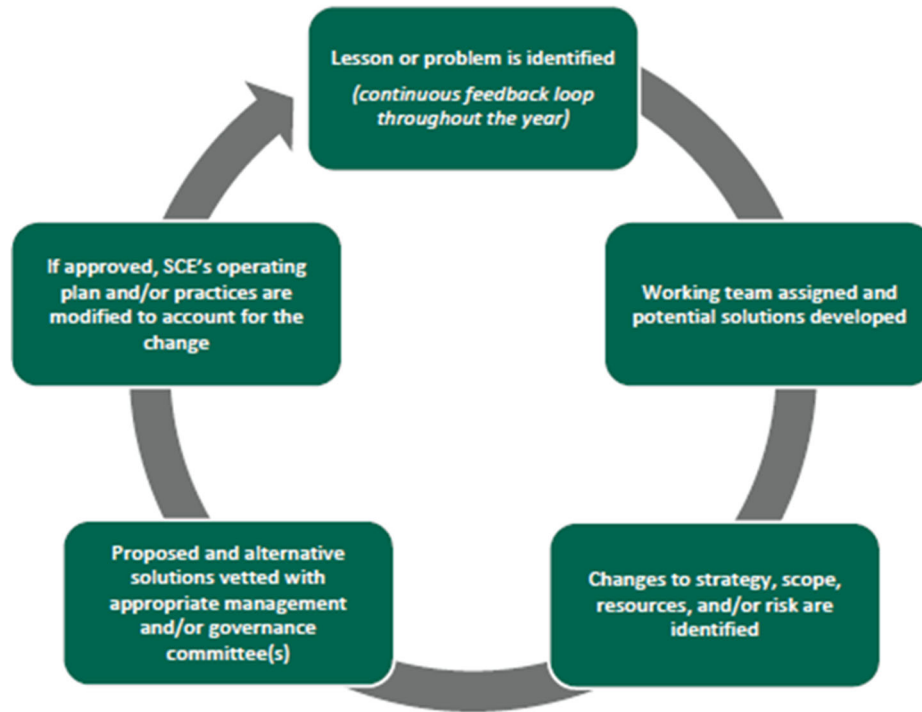 Lesson or problem is identified
(continuous feedback loop
throughout the year)
Working team assigned and
potential solutions developed
Changes to strategy, scope,
resources, and/or risk are
identified
Proposed and alternative
solutions vetted with
appropriate management
and/or governance
committee(s)
If approved, SCE's operating
plan and/or practices are
modified to account for the
change